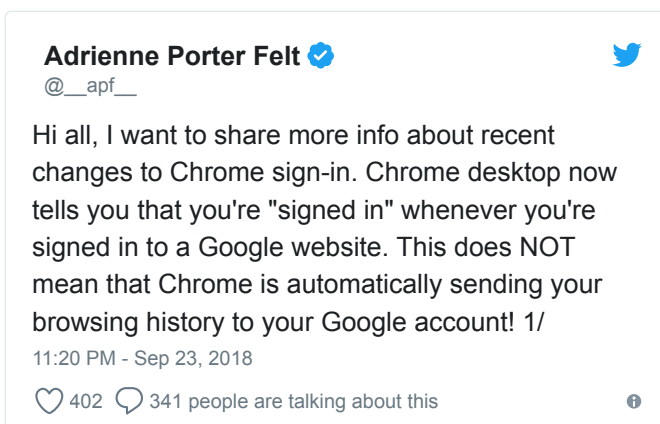 Adrienne Porter Felt
@__apf__
Hi all, I want to share more info about recent
changes to Chrome sign-in. Chrome desktop now
tells you that you're "signed in" whenever you're
signed in to a Google website. This does NOT
mean that Chrome is automatically sending your
browsing history to your Google account! 1/
11:20 PM - Sep 23, 2018
402 341 people are talking about this